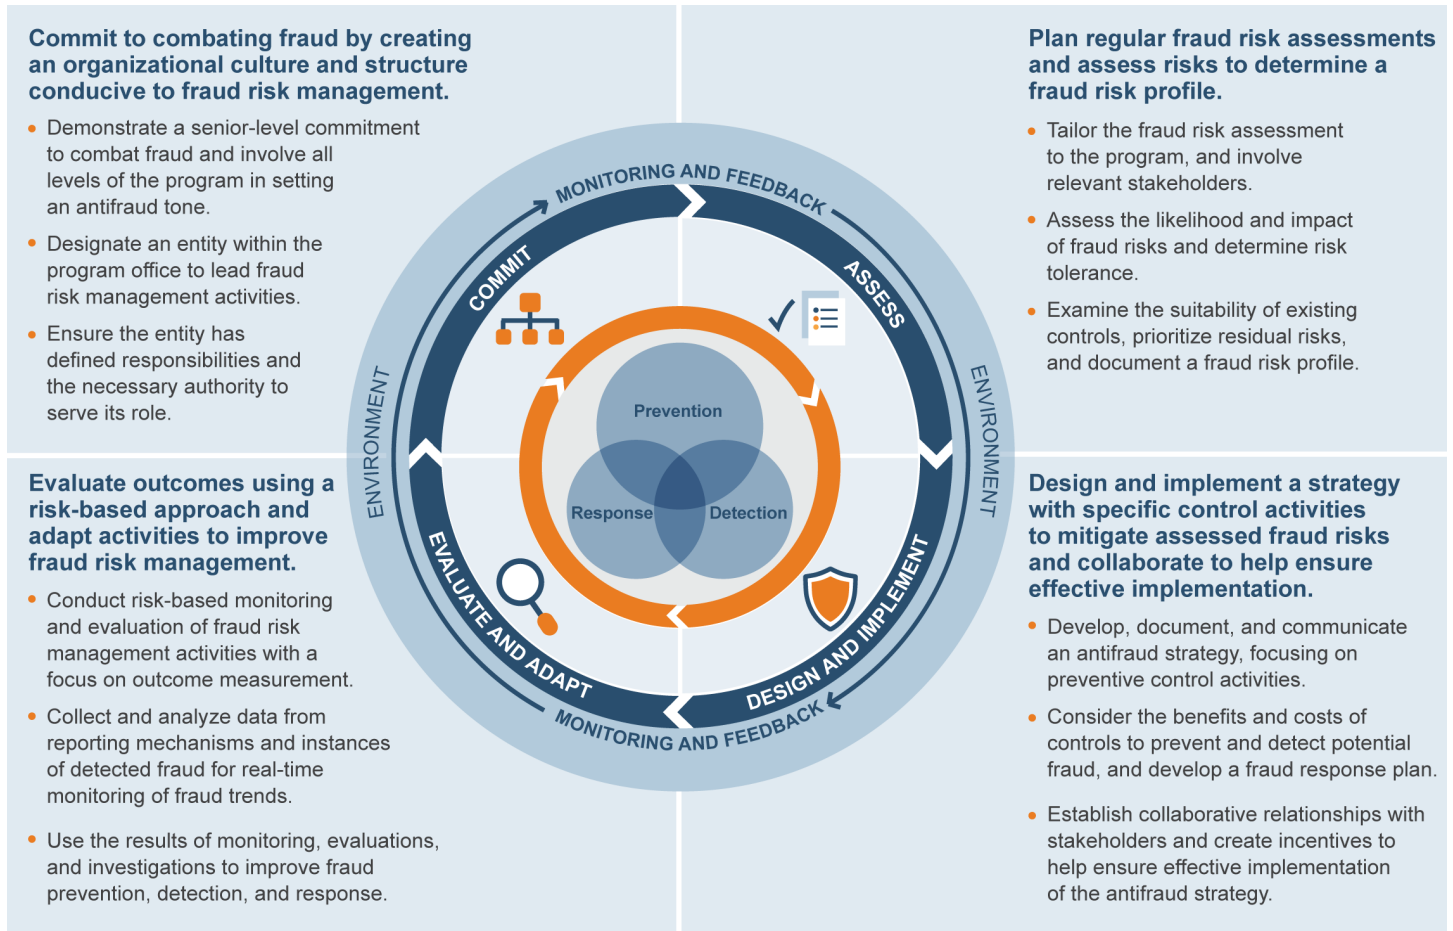 Commit to combating fraud by creating
an organizational culture and structure
conducive to fraud risk management.
• Demonstrate a senior-level commitment
to combat fraud and involve all
levels of the program in setting
an antifraud tone.
• Designate an entity within the
program office to lead fraud
risk management activities.
• Ensure the entity has
defined responsibilities and
the necessary authority to
serve its role.
Plan regular fraud risk assessments
and assess risks to determine a
fraud risk profile.
• Tailor the fraud risk assessment
to the program, and involve
relevant stakeholders.
• Assess the likelihood and impact
of fraud risks and determine risk
tolerance.
• Examine the suitability of existing
controls, prioritize residual risks,
and document a fraud risk profile.
MONITORING AND FEEDBACK
COMMIT
ASSESS
ENVIRONMENT
ENVIRONMENT
Prevention
Response
Detection
EVALUATE AND ADAPT
DESIGN AND IMPLEMENT
MONITORING AND FEEDBACK
Evaluate outcomes using a
risk-based approach and
adapt activities to improve
fraud risk management.
• Conduct risk-based monitoring
and evaluation of fraud risk
management activities with a
focus on outcome measurement.
• Collect and analyze data from
reporting mechanisms and instances
of detected fraud for real-time
monitoring of fraud trends.
• Use the results of monitoring, evaluations,
and investigations to improve fraud
prevention, detection, and response.
Design and implement a strategy
with specific control activities
to mitigate assessed fraud risks
and collaborate to help ensure
effective implementation.
• Develop, document, and communicate
an antifraud strategy, focusing on
preventive control activities.
• Consider the benefits and costs of
controls to prevent and detect potential
fraud, and develop a fraud response plan.
• Establish collaborative relationships with
stakeholders and create incentives to
help ensure effective implementation
of the antifraud strategy.